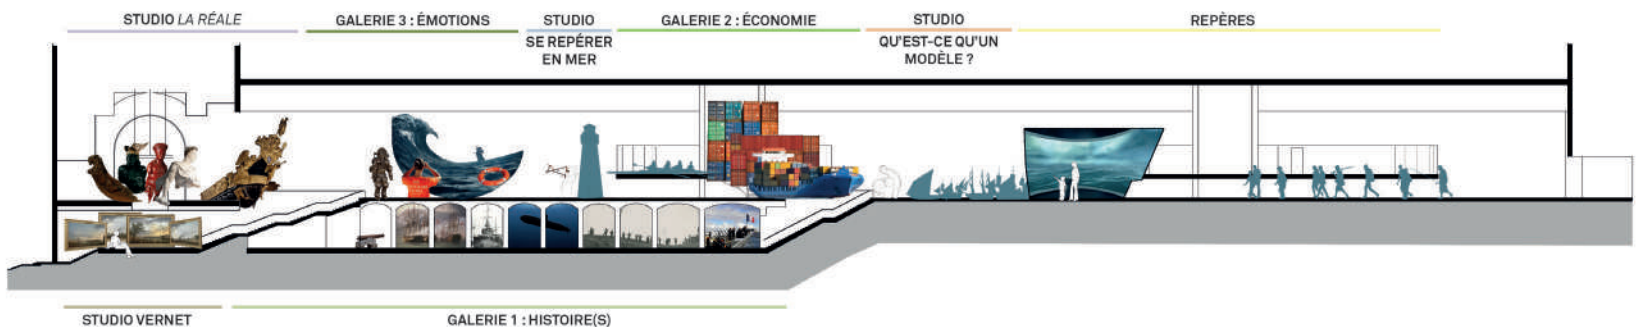 STUDIO LA RÉALE
GALERIE 3 : ÉMOTIONS
STUDIO
SE REPÉRER
EN MER
GALERIE 2 : ÉCONOMIE
STUDIO
QU'EST-CE QU'UN
MODÈLE ?
REPÈRES
STUDIO VERNET
GALERIE 1 : HISTOIRE(S)